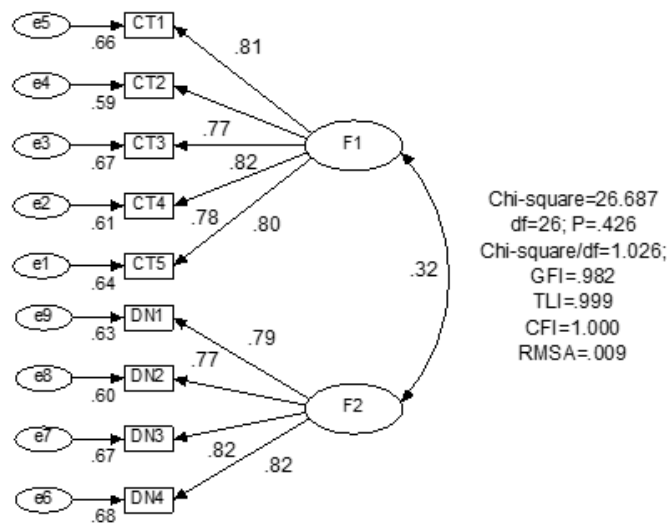 e5 CT1
.66
.81
e4 CT2
.59
e3 CT3
.77
.67
F1
e2 CT4
.82
.61
e1 CT5
.78
.80
.64
.32
e9 DN1
.63
.79
e8 DN2
.77
.60
F2
e7 DN3
.67
.82
.82
e6 DN4
.68
Chi-square=26.687
df=26; P=.426
Chi-square/df=1.026;
GFI=.982
TLI=.999
CFI=1.000
RMSA=.009